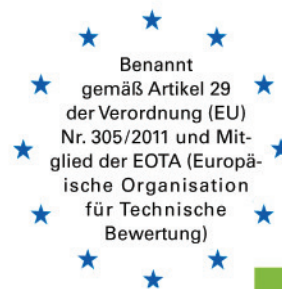 Benannt
gemäß Artikel 29
der Verordnung (EU)
Nr. 305/2011 und Mit-
glied der EOTA (Europä-
ische Organisation
für Technische
Bewertung)